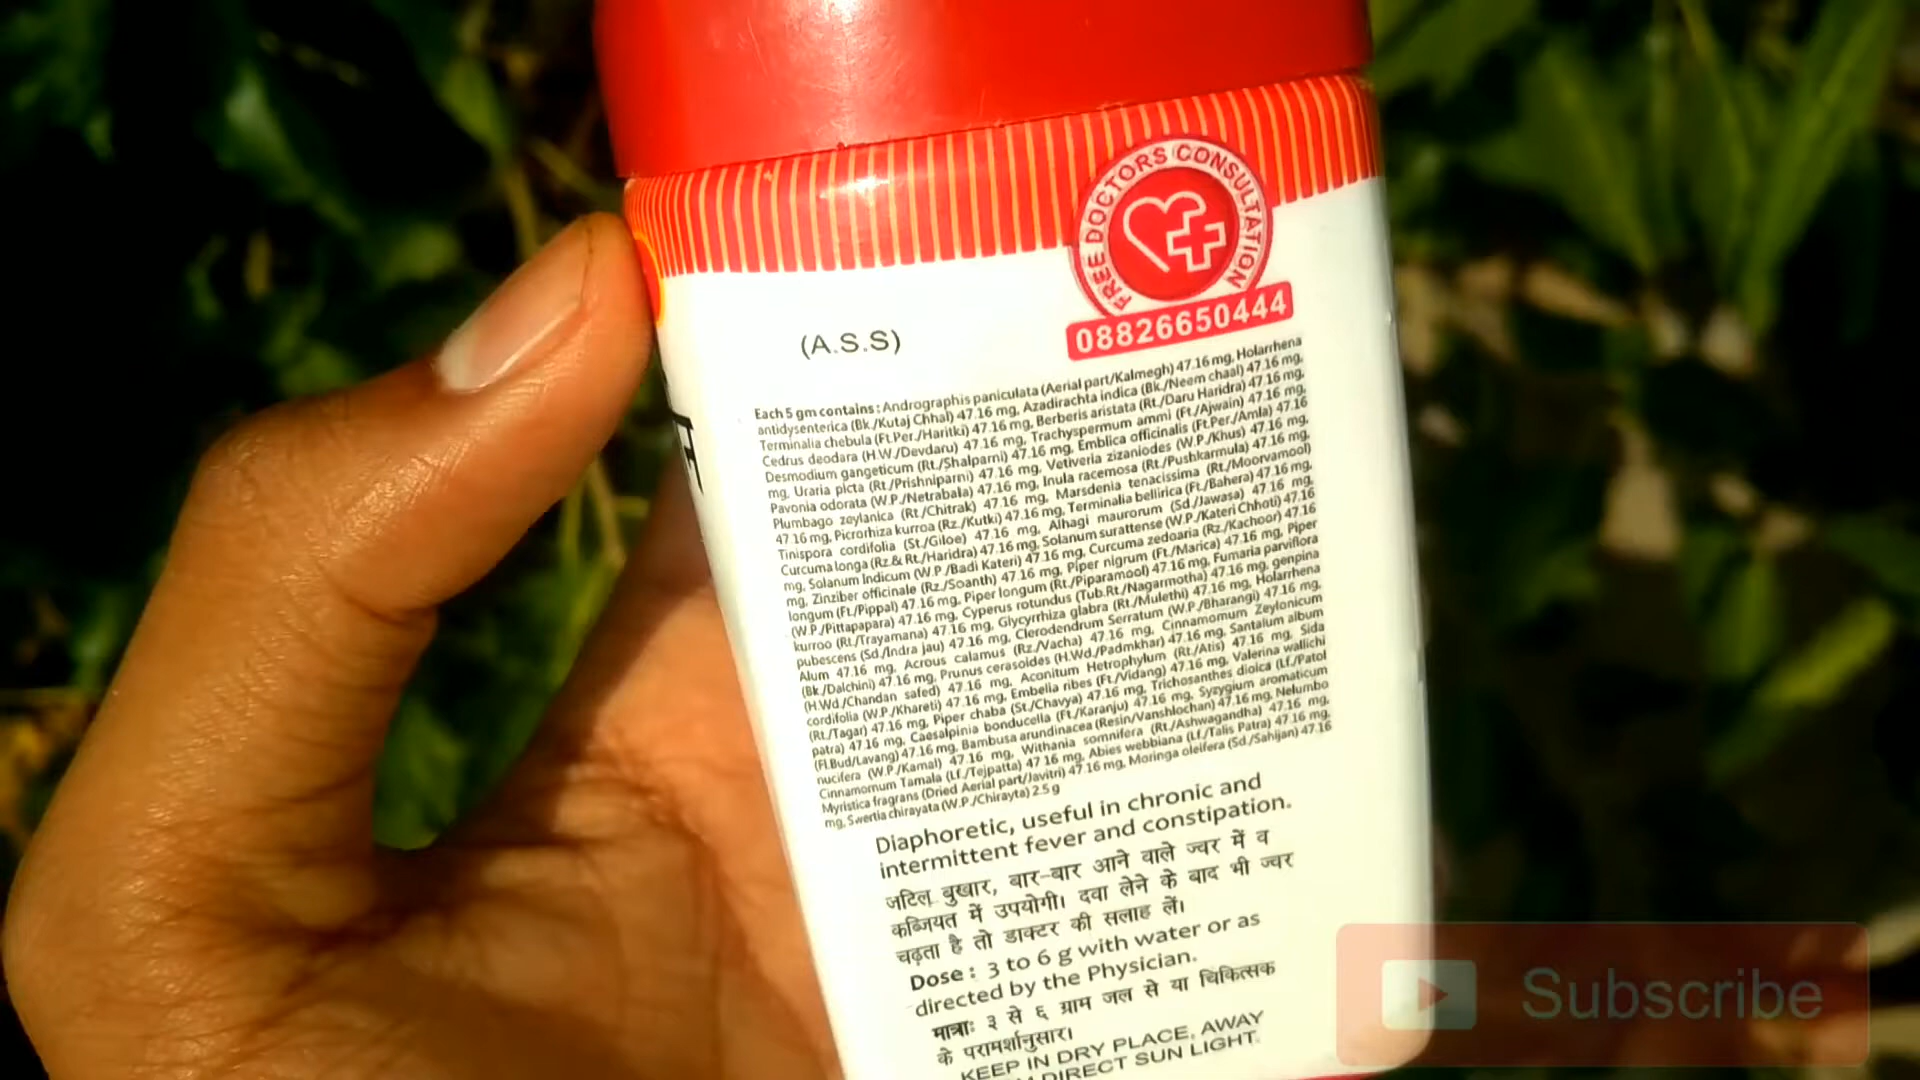 FREE DOCTORS CONSULTATION
08826650444
(A.S.S)
Each 5 gm contains : Andrographis paniculata (Aerial part/Kalmegh) 47.16 mg, Holarrhena
antidysenterica (Bk./Kutaj Chhal) 47.16 mg, Azadirachta indica (Bk./Neem chaal) 47.16 mg,
Terminalia chebula (Ft.Per./Haritki) 47.16 mg, Berberis aristata (Rt./Daru Haridra) 47.16 mg,
Cedrus deodara (H.W./Devdaru) 47.16 mg, Trachyspermum ammi (Ft./Ajwain) 47.16 mg,
Desmodium gangeticum (Rt./Shalparni) 47.16 mg, Emblica officinalis (Ft.Per./Amla) 47.16
mg, Uraria picta (Rt./Prishniparni) 47.16 mg, Vetiveria zizaniodes (W.P./Khus) 47.16 mg,
Pavonia odorata (W.P./Netrabala) 47.16 mg, Inula racemosa (Rt./Pushkarmula) 47.16 mg,
Plumbago zeylanica (Rt./Chitrak) 47.16 mg, Marsdenia tenacissima (Rt./Moorvamool)
47.16 mg, Picrorhiza kurroa (Rz./Kutki) 47.16 mg, Terminalia bellirica (Ft./Bahera) 47.16 mg,
Tinispora cordifolia (St./Giloe) 47.16 mg, Alhagi maurorum (Sd./Jawasa) 47.16 mg,
Curcuma longa (Rz.& Rt./Haridra) 47.16 mg, Solanum surattense (W.P./Kateri Chhoti) 47.16
mg, Solanum Indicum (W.P./Badi Kateri) 47.16 mg, Curcuma zedoaria (Rz./Kachoor) 47.16
mg, Zinziber officinale (Rz./Soanth) 47.16 mg, Piper nigrum (Ft./Marica) 47.16 mg, Piper
longum (Ft./Pippal) 47.16 mg, Piper longum (Rt./Piparamool) 47.16 mg, Fumaria parviflora
(W.P./Pittapapara) 47.16 mg, Cyperus rotundus (Tub.Rt./Nagarmotha) 47.16 mg, genpina
kurroo (Rt./Trayamana) 47.16 mg, Glycyrrhiza glabra (Rt./Mulethi) 47.16 mg, Holarrhena
pubescens (Sd./Indra jau) 47.16 mg, Clerodendrum Serratum (W.P./Bharangi) 47.16 mg,
Alum 47.16 mg, Acrous calamus (Rz./Vacha) 47.16 mg, Cinnamomum Zeylonicum
(Bk./Dalchini) 47.16 mg, Prunus cerasoides (H.Wd./Padmkhar) 47.16 mg, Santalum album
(H.Wd./Chandan safed) 47.16 mg, Aconitum Hetrophylum (Rt./Atis) 47.16 mg, Sida
cordifolia (W.P./Khareti) 47.16 mg, Embelia ribes (Ft./Vidang) 47.16 mg, Valerina wallichi
(Rt./Tagar) 47.16 mg, Piper chaba (St./Chavya) 47.16 mg, Trichosanthes dioica (Lf./Patol
patra) 47.16 mg, Caesalpinia bonducella (Ft./Karanju) 47.16 mg, Syzygium aromaticum
(Fl.Bud/Lavang) 47.16 mg, Bambusa arundinacea (Resin/Vanshlochan) 47.16 mg, Nelumbo
nucifera (W.P./Kamal) 47.16 mg, Withania somnifera (Rt./Ashwagandha) 47.16 mg,
Cinnamomum Tamala (Lf./Tejpatta) 47.16 mg, Abies webbiana (Lf./Talis Patra) 47.16 mg,
Myristica fragrans (Dried Aerial part/Javitri) 47.16 mg, Moringa oleifera (Sd./Sahijan) 47.16
mg, Swertia chirayata (W.P./Chirayta) 2.5 g
Diaphoretic, useful in chronic and
intermittent fever and constipation.
जटिल बुखार, बार-बार आने वाले ज्वर में व
कब्जियत में उपयोगी। दवा लेने के बाद भी ज्वर
चढ़ता है तो डाक्टर की सलाह लें।
Dose : 3 to 6 g with water or as
directed by the Physician.
मात्राः ३ से ६ ग्राम जल से या चिकित्सक
के परामर्शानुसार।
KEEP IN DRY PLACE, AWAY
DIRECT SUN LIGHT.
Subscribe